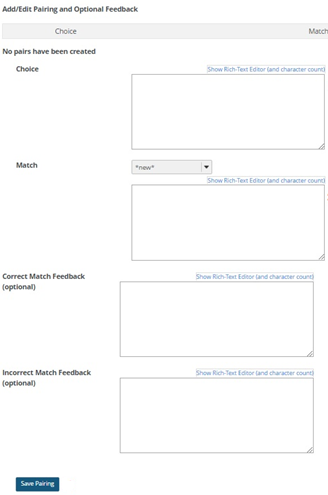 Add/Edit Pairing and Optional Feedback
Choice Match
No pairs have been created
Choice
Show Rich-Text Editor (and character count)
Match
*new*
Show Rich-Text Editor (and character count)
Correct Match Feedback
(optional)
Show Rich-Text Editor (and character count)
Incorrect Match Feedback
(optional)
Show Rich-Text Editor (and character count)
Save Pairing